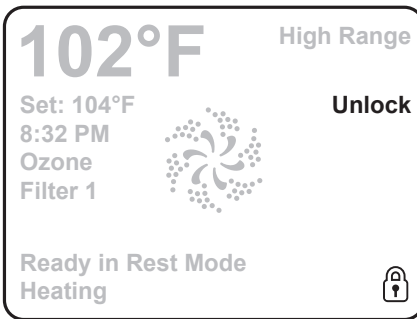 102°F
High Range
Set: 104°F
Unlock
8:32 PM
Ozone
Filter 1
Ready in Rest Mode
Heating